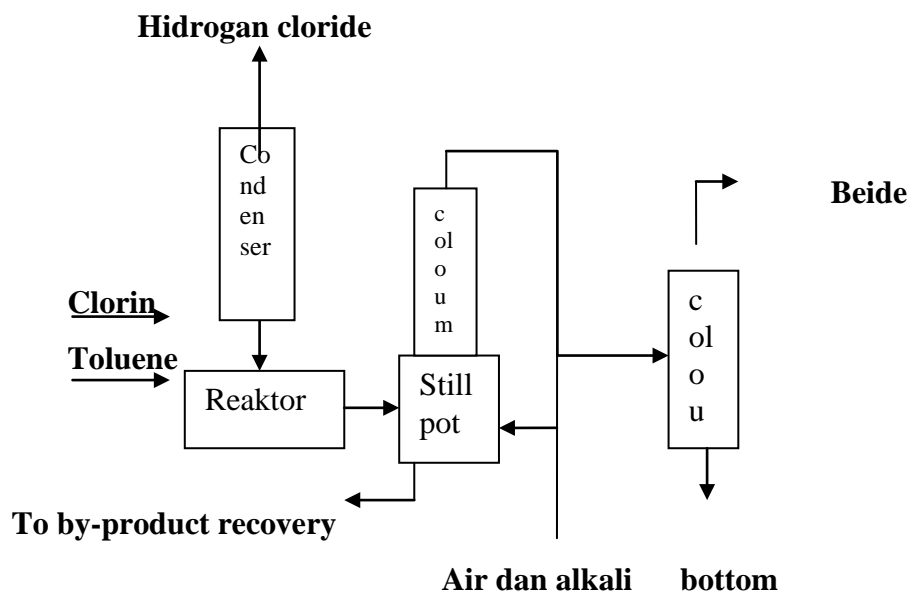 Hidrogan cloride
Co
nd
en
ser
c
ol
o
u
m
Beide
Clorin
Toluene
Reaktor
Still
pot
c
ol
o
u
To by-product recovery
Air dan alkali
bottom